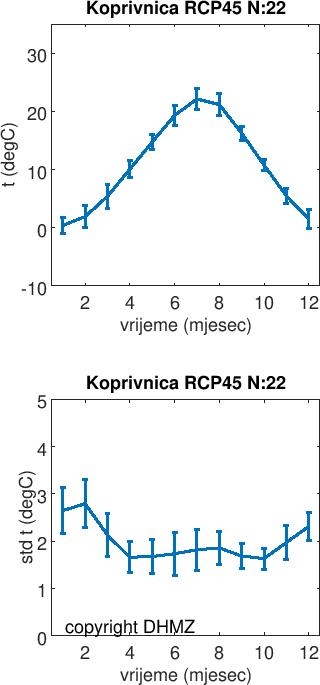 Koprivnica RCP45 N:22
30
20
10
0
-10
t (degC)
2 4 6 8 10 12
vrijeme (mjesec)
Koprivnica RCP45 N:22
5
4
3
2
1
0
std t (degC)
copyright DHMZ
2 4 6 8 10 12
vrijeme (mjesec)